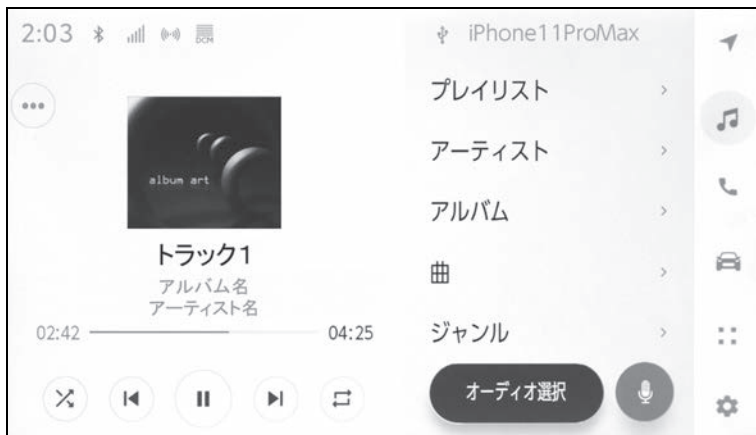 2:03
DCM
album art
トラック1
アルバム名
アーティスト名
02:42
04:25
iPhone11ProMax
プレイリスト
アーティスト
アルバム
曲
ジャンル
オーディオ選択